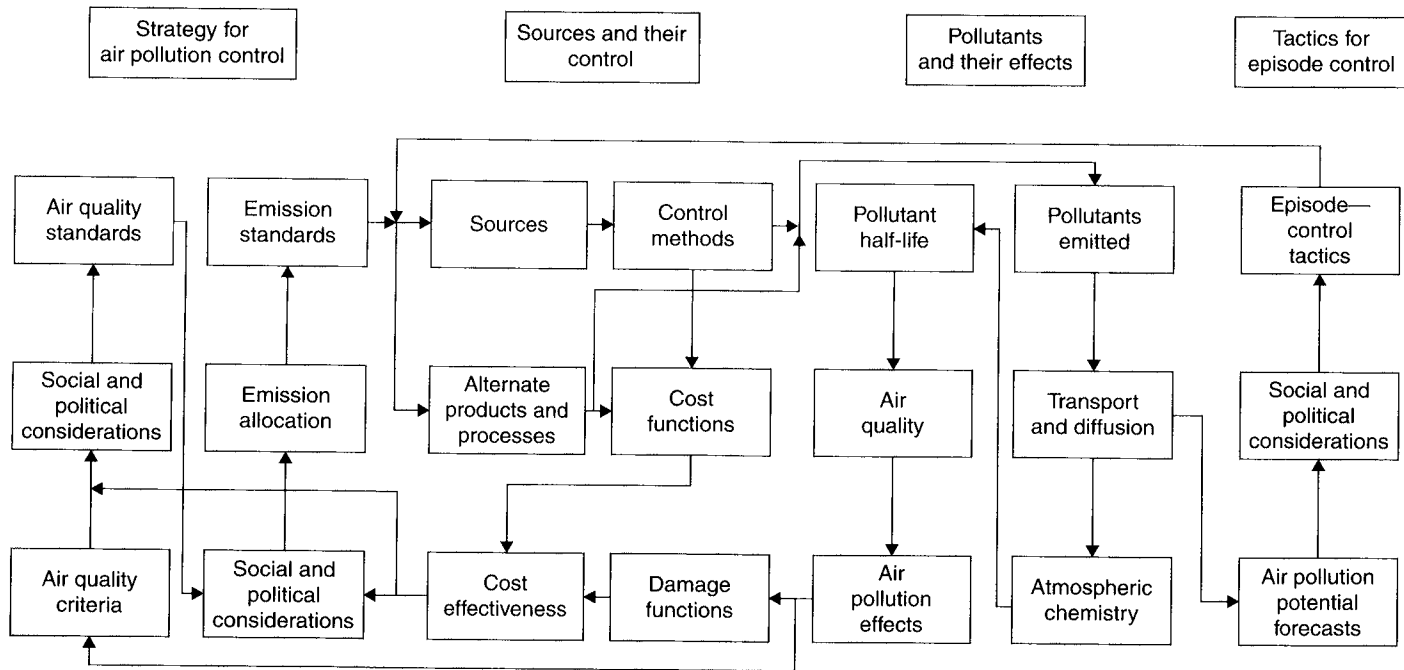 Strategy for
air pollution control
Sources and their
control
Pollutants
and their effects
Tactics for
episode control
Air quality
standards
Emission
standards
Sources
Control
methods
Pollutant
half-life
Pollutants
emitted
Episode—
control
tactics
Social and
political
considerations
Emission
allocation
Alternate
products and
processes
Cost
functions
Air
quality
Transport
and diffusion
Social and
political
considerations
Air quality
criteria
Social and
political
considerations
Cost
effectiveness
Damage
functions
Air
pollution
effects
Atmospheric
chemistry
Air pollution
potential
forecasts